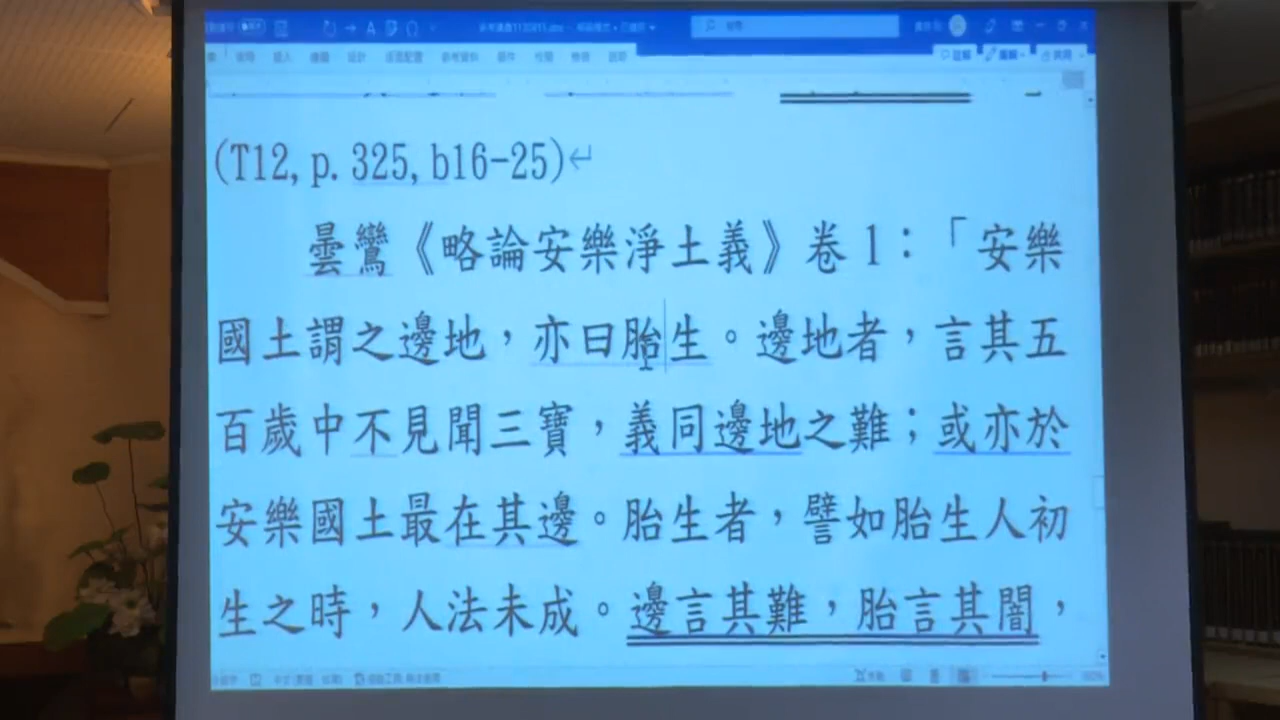 (T12, p. 325, b16-25)↵
曇鸞《略論安樂淨土義》卷1：「安樂
國土謂之邊地，亦曰胎生。邊地者，言其五
百歲中不見聞三寶，義同邊地之難；或亦於
安樂國土最在其邊。胎生者，譬如胎生人初
生之時，人法未成。邊言其難，胎言其闇，